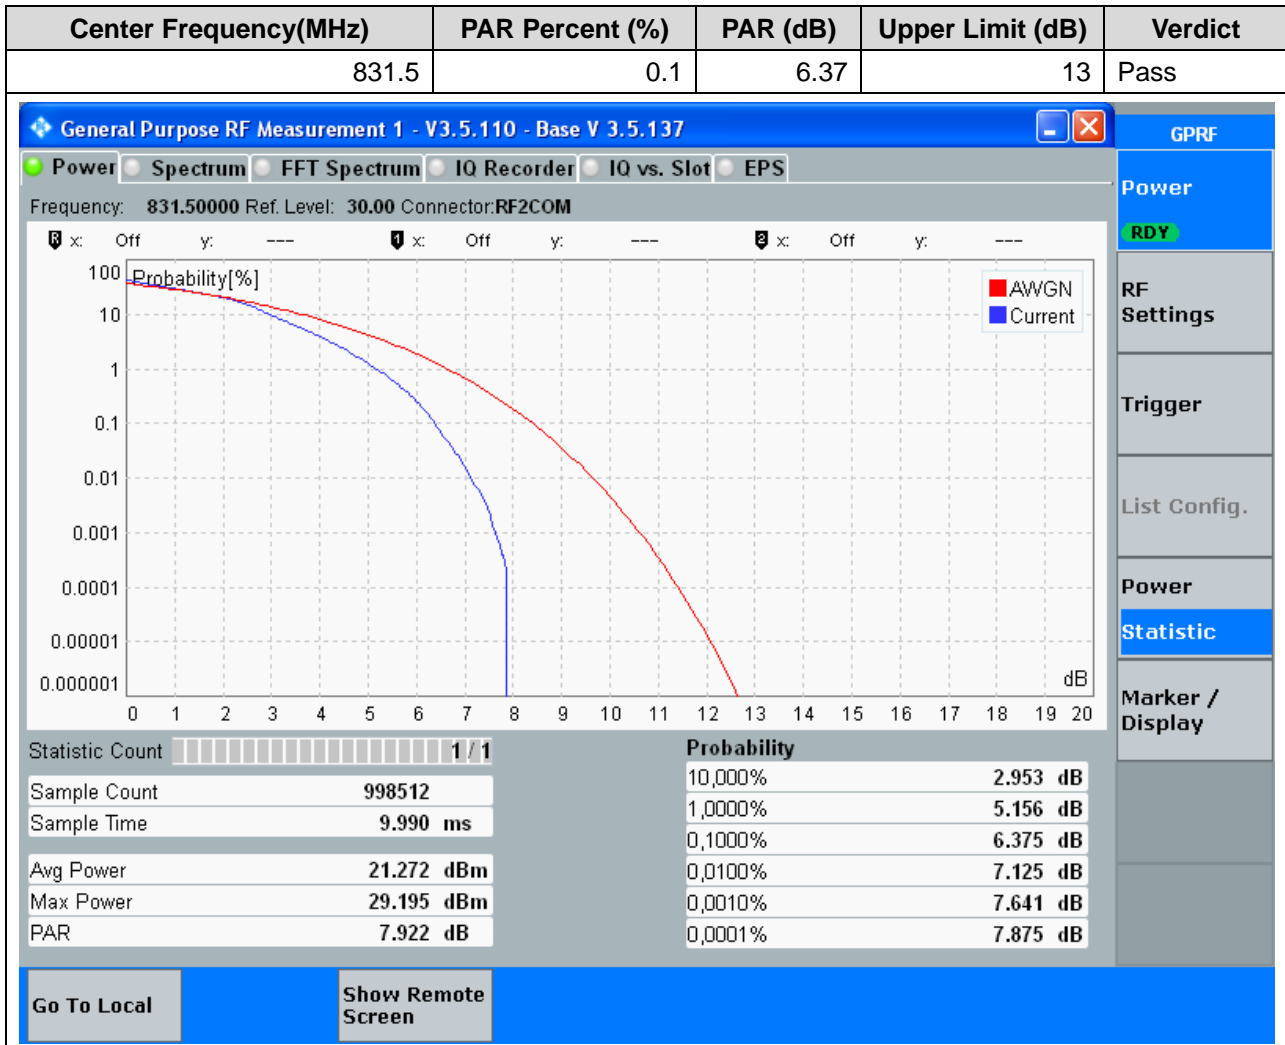 Center Frequency(MHz) PAR Percent (%) PAR (dB) Upper Limit (dB) Verdict
831.5 0.1 6.37 13 Pass
General Purpose RF Measurement 1 - V3.5.110 - Base V 3.5.137
GPRF
Power Spectrum FFT Spectrum IQ Recorder IQ vs. Slot EPS
Frequency: 831.50000 Ref. Level: 30.00 Connector:RF2COM
R x: Off y: --- 1 x: Off y: --- 2 x: Off y: ---
Probability[%]
AWGN
Current
100
10
1
0.1
0.01
0.001
0.0001
0.00001
0.000001
dB
0 1 2 3 4 5 6 7 8 9 10 11 12 13 14 15 16 17 18 19 20
Statistic Count 1 / 1
Sample Count 998512
Sample Time 9.990 ms
Avg Power 21.272 dBm
Max Power 29.195 dBm
PAR 7.922 dB
Probability
10,000% 2.953 dB
1,0000% 5.156 dB
0,1000% 6.375 dB
0,0100% 7.125 dB
0,0010% 7.641 dB
0,0001% 7.875 dB
Power
RDY
RF
Settings
Trigger
List Config.
Power
Statistic
Marker /
Display
Go To Local
Show Remote
Screen